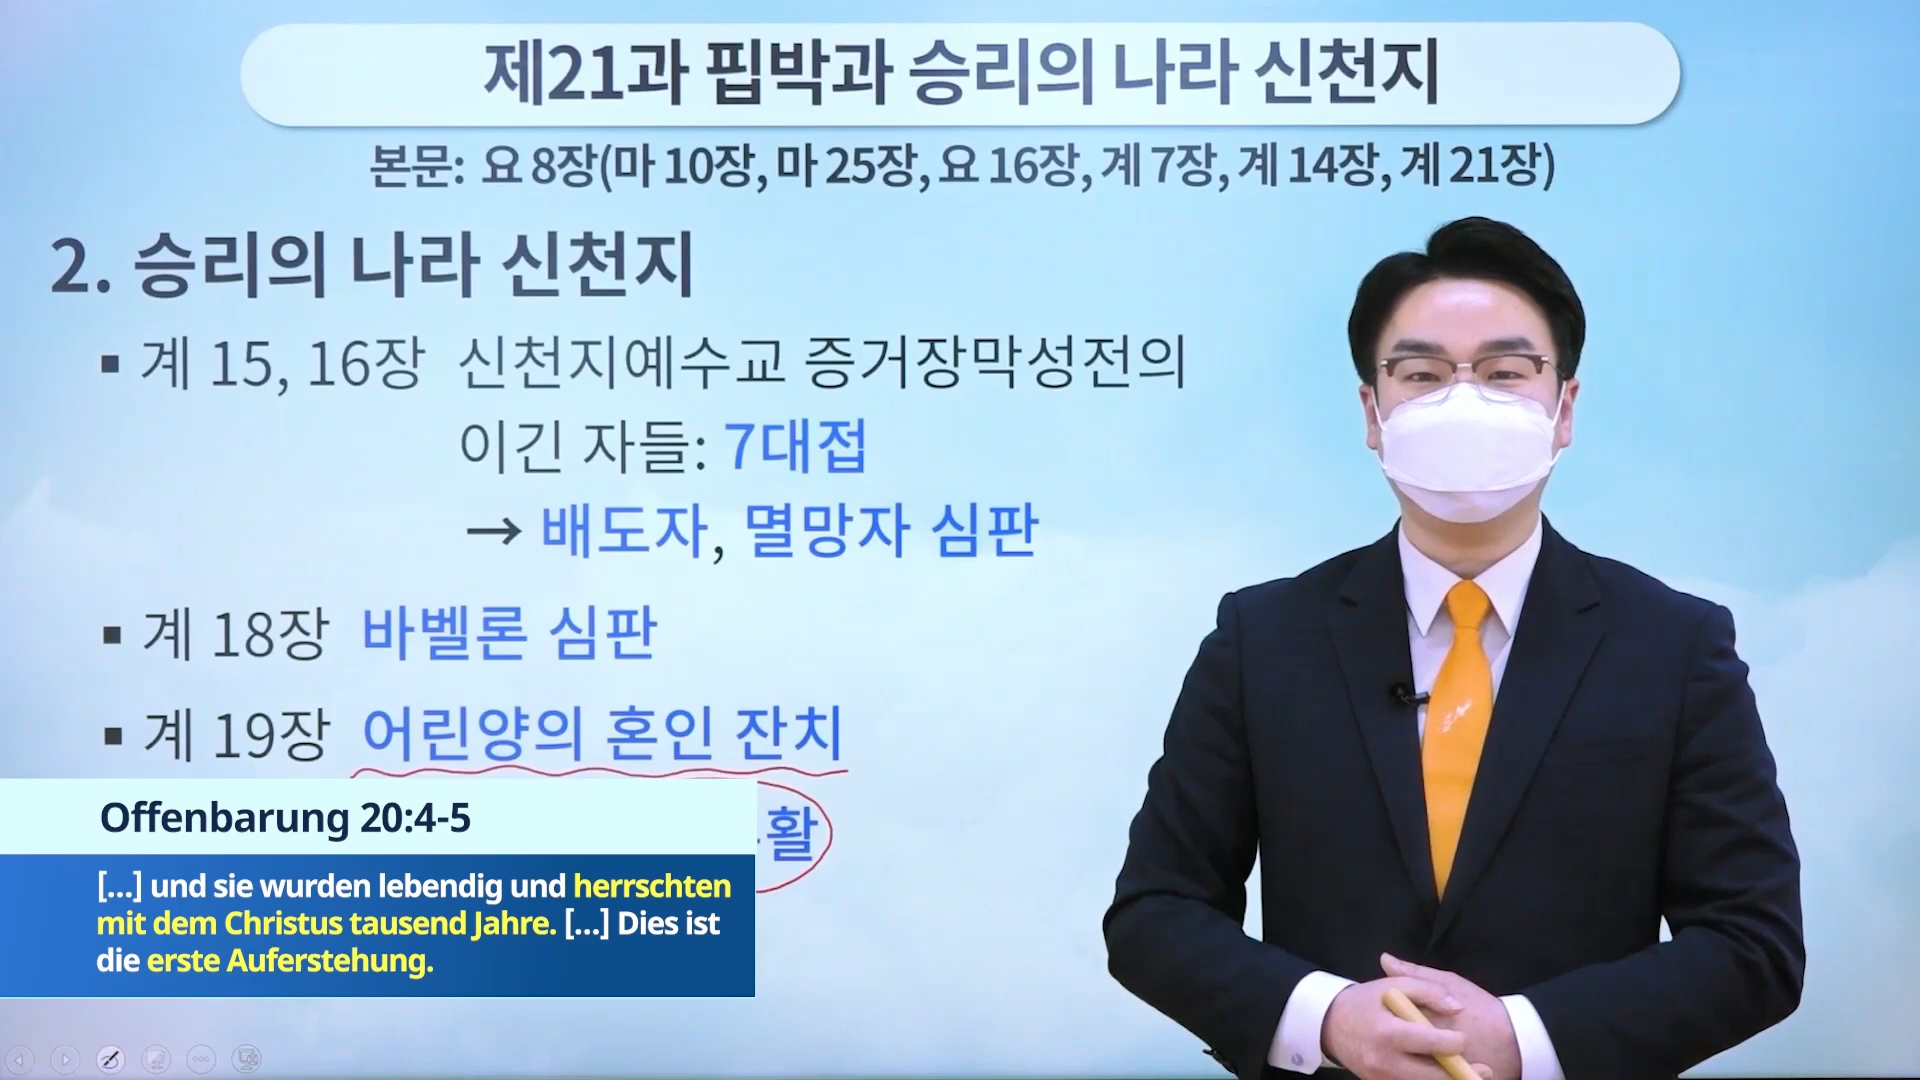 제21과 핍박과 승리의 나라 신천지
본문: 요 8장(마 10장, 마 25장, 요 16장, 계 7장, 계 14장, 계 21장)
2. 승리의 나라 신천지
▪ 계 15, 16장 신천지예수교 증거장막성전의
이긴 자들: 7대접
→ 배도자, 멸망자 심판
▪ 계 18장 바벨론 심판
▪ 계 19장 어린양의 혼인 잔치
활
Offenbarung 20:4-5
[...] und sie wurden lebendig und herrschten
mit dem Christus tausend Jahre. [...] Dies ist
die erste Auferstehung.